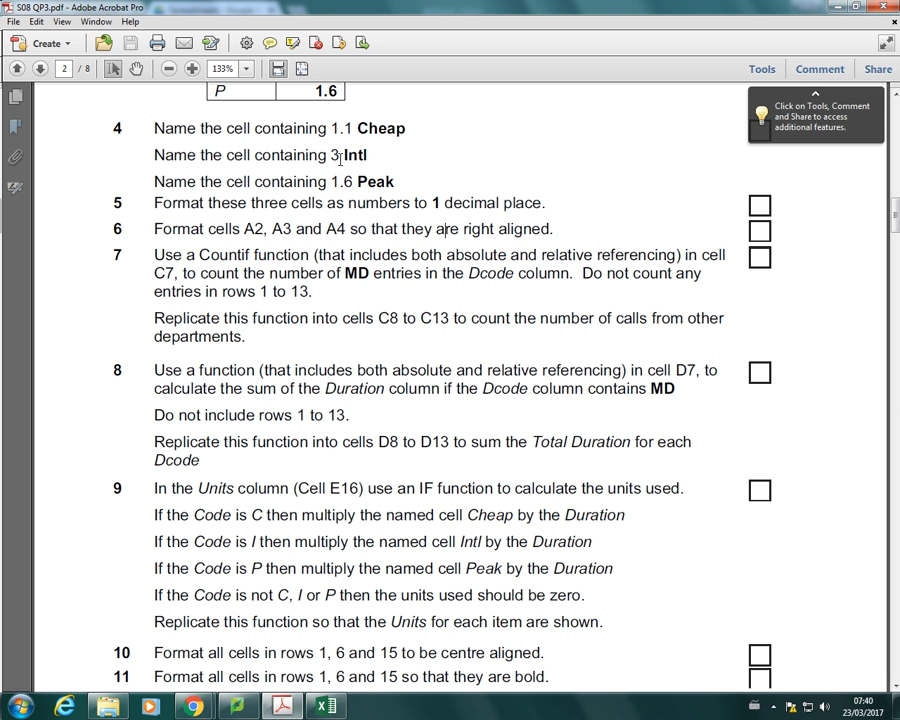 S08 QP3.pdf - Adobe Acrobat Pro
File Edit View Window Help
Create
2 / 8 133% Tools Comment Share
P 1.6
Click on Tools, Comment
and Share to access
additional features.
4 Name the cell containing 1.1 Cheap
Name the cell containing 3 Intl
Name the cell containing 1.6 Peak
5 Format these three cells as numbers to 1 decimal place.
6 Format cells A2, A3 and A4 so that they are right aligned.
7 Use a Countif function (that includes both absolute and relative referencing) in cell
C7, to count the number of MD entries in the Dcode column. Do not count any
entries in rows 1 to 13.
Replicate this function into cells C8 to C13 to count the number of calls from other
departments.
8 Use a function (that includes both absolute and relative referencing) in cell D7, to
calculate the sum of the Duration column if the Dcode column contains MD
Do not include rows 1 to 13.
Replicate this function into cells D8 to D13 to sum the Total Duration for each
Dcode
9 In the Units column (Cell E16) use an IF function to calculate the units used.
If the Code is C then multiply the named cell Cheap by the Duration
If the Code is I then multiply the named cell Intl by the Duration
If the Code is P then multiply the named cell Peak by the Duration
If the Code is not C, I or P then the units used should be zero.
Replicate this function so that the Units for each item are shown.
10 Format all cells in rows 1, 6 and 15 to be centre aligned.
11 Format all cells in rows 1, 6 and 15 so that they are bold.
07:40
23/03/2017